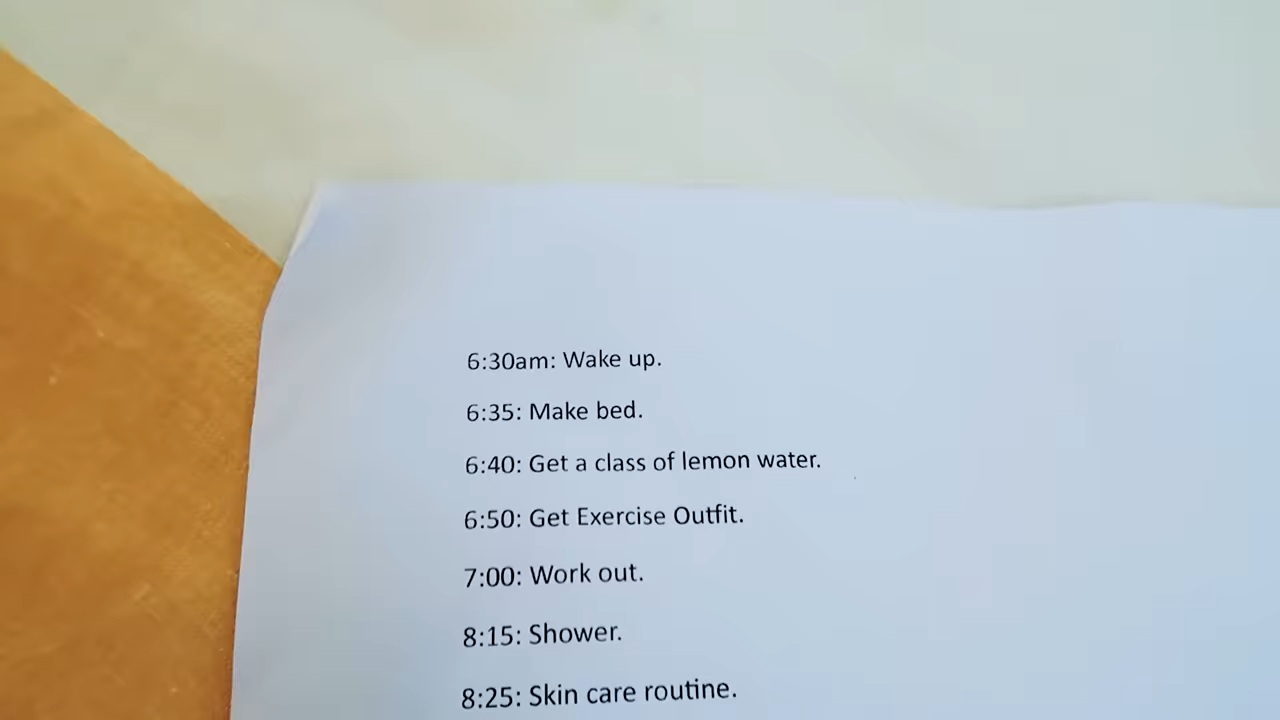 6:30am: Wake up.
6:35: Make bed.
6:40: Get a class of lemon water.
6:50: Get Exercise Outfit.
7:00: Work out.
8:15: Shower.
8:25: Skin care routine.